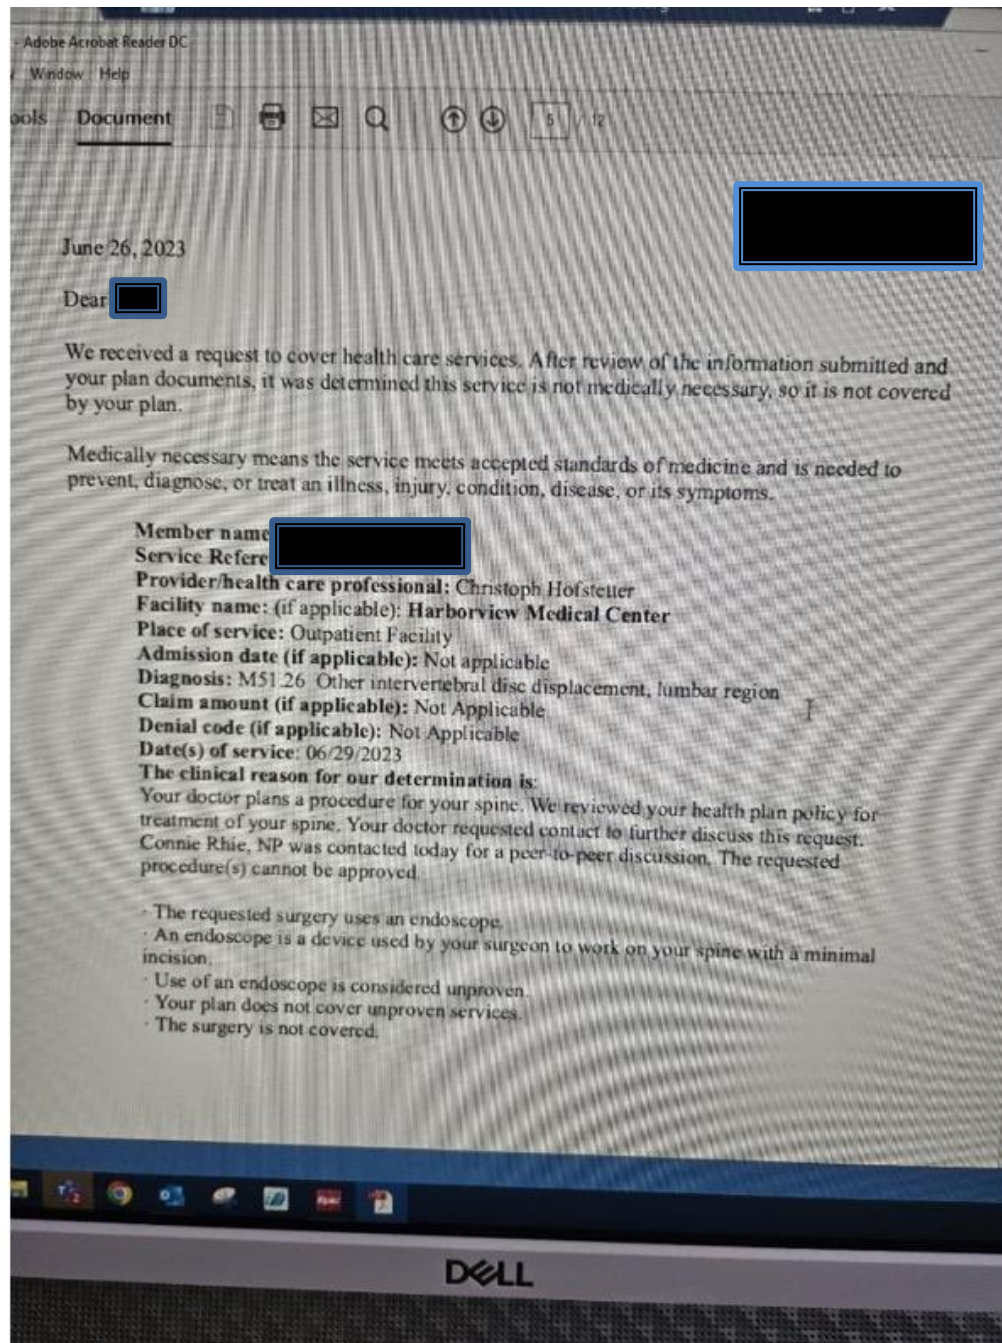 - Adobe Acrobat Reader DC
Window Help
ools Document 5 / 12
June 26, 2023
Dear
We received a request to cover health care services. After review of the information submitted and
your plan documents, it was determined this service is not medically necessary, so it is not covered
by your plan.
Medically necessary means the service meets accepted standards of medicine and is needed to
prevent, diagnose, or treat an illness, injury, condition, disease, or its symptoms.
Member name
Service Refere
Provider/health care professional: Christoph Hofstetter
Facility name: (if applicable): Harborview Medical Center
Place of service: Outpatient Facility
Admission date (if applicable): Not applicable
Diagnosis: M51.26 Other intervertebral disc displacement, lumbar region
Claim amount (if applicable): Not Applicable
Denial code (if applicable): Not Applicable
Date(s) of service: 06/29/2023
The clinical reason for our determination is:
Your doctor plans a procedure for your spine. We reviewed your health plan policy for
treatment of your spine. Your doctor requested contact to further discuss this request.
Connie Rhie, NP was contacted today for a peer-to-peer discussion. The requested
procedure(s) cannot be approved.
· The requested surgery uses an endoscope.
· An endoscope is a device used by your surgeon to work on your spine with a minimal
incision.
· Use of an endoscope is considered unproven.
· Your plan does not cover unproven services.
· The surgery is not covered.
DELL